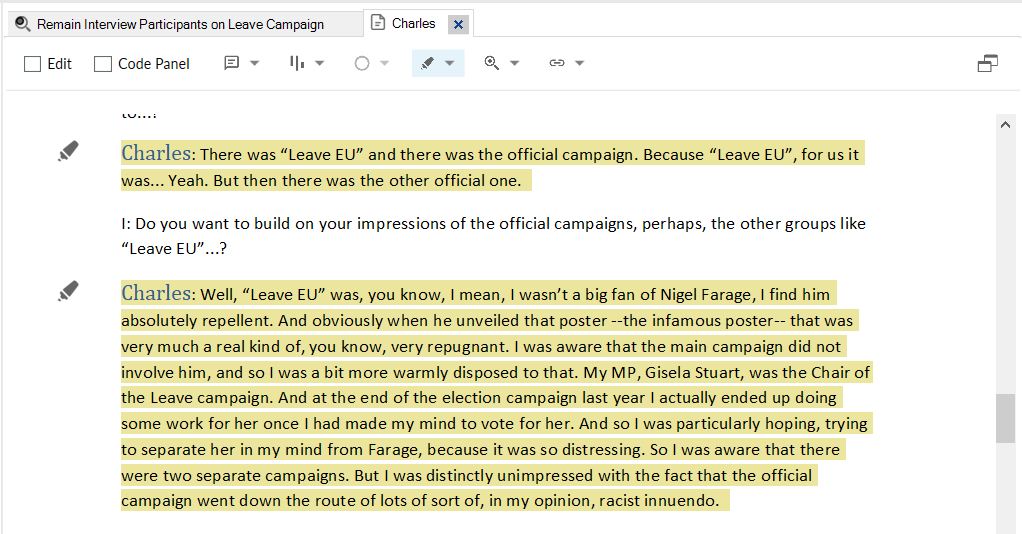 Remain Interview Participants on Leave Campaign
Charles
Edit
Code Panel
Charles: There was “Leave EU” and there was the official campaign. Because “Leave EU”, for us it
was... Yeah. But then there was the other official one.
I: Do you want to build on your impressions of the official campaigns, perhaps, the other groups like
“Leave EU”...?
Charles: Well, “Leave EU” was, you know, I mean, I wasn’t a big fan of Nigel Farage, I find him
absolutely repellent. And obviously when he unveiled that poster --the infamous poster-- that was
very much a real kind of, you know, very repugnant. I was aware that the main campaign did not
involve him, and so I was a bit more warmly disposed to that. My MP, Gisela Stuart, was the Chair of
the Leave campaign. And at the end of the election campaign last year I actually ended up doing
some work for her once I had made my mind to vote for her. And so I was particularly hoping, trying
to separate her in my mind from Farage, because it was so distressing. So I was aware that there
were two separate campaigns. But I was distinctly unimpressed with the fact that the official
campaign went down the route of lots of sort of, in my opinion, racist innuendo.